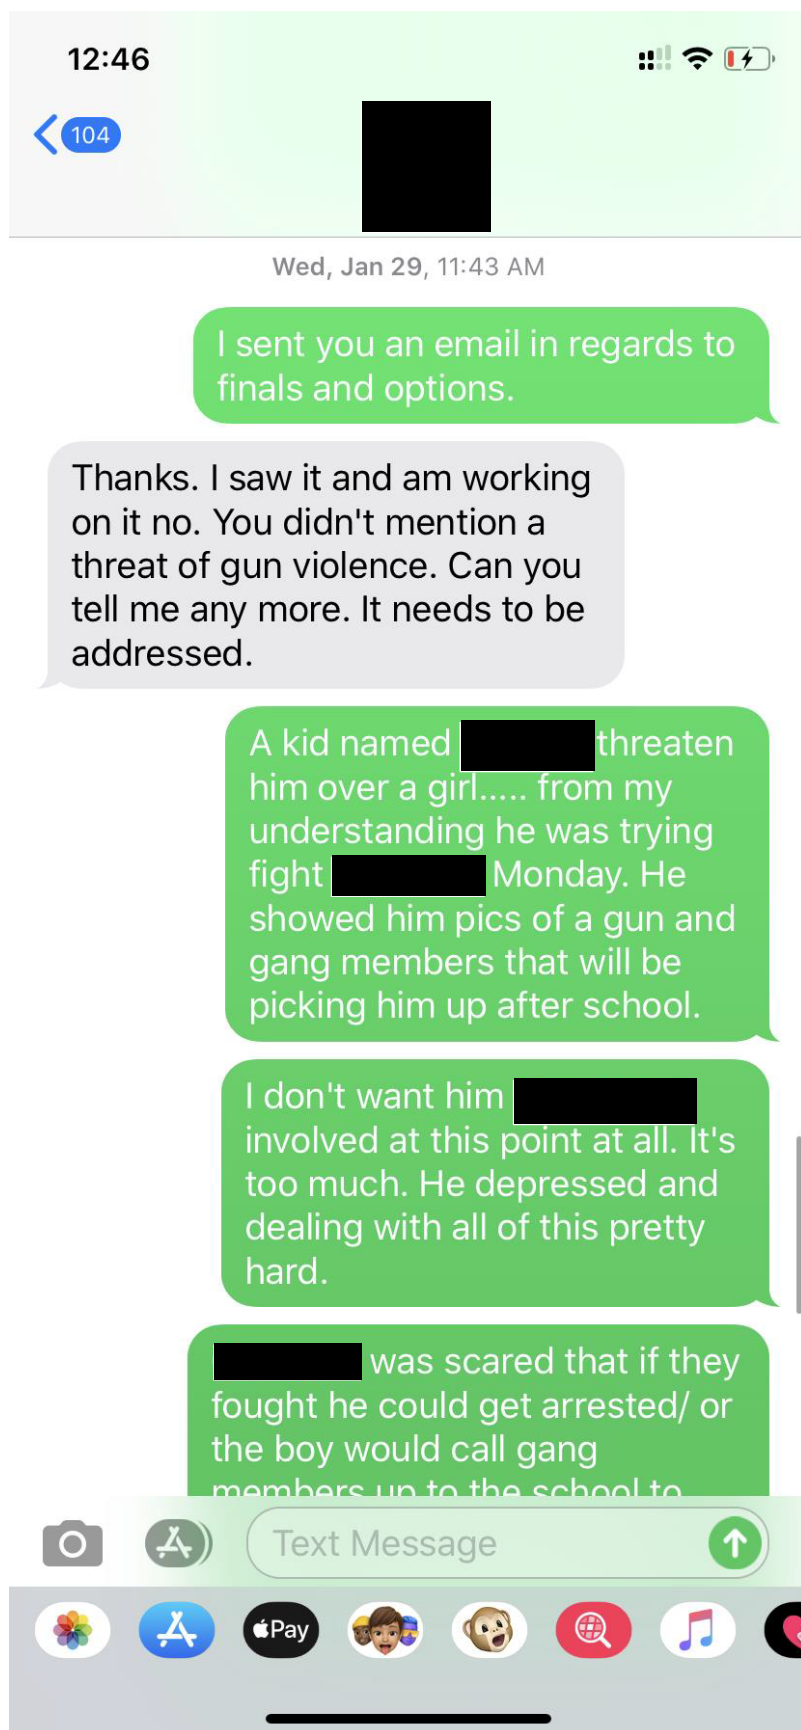 12:46
104
Wed, Jan 29, 11:43 AM
I sent you an email in regards to
finals and options.
Thanks. I saw it and am working
on it no. You didn't mention a
threat of gun violence. Can you
tell me any more. It needs to be
addressed.
A kid named threaten
him over a girl..... from my
understanding he was trying
fight Monday. He
showed him pics of a gun and
gang members that will be
picking him up after school.
I don't want him
involved at this point at all. It's
too much. He depressed and
dealing with all of this pretty
hard.
was scared that if they
fought he could get arrested/ or
the boy would call gang
members up to the school to
Text Message
Pay